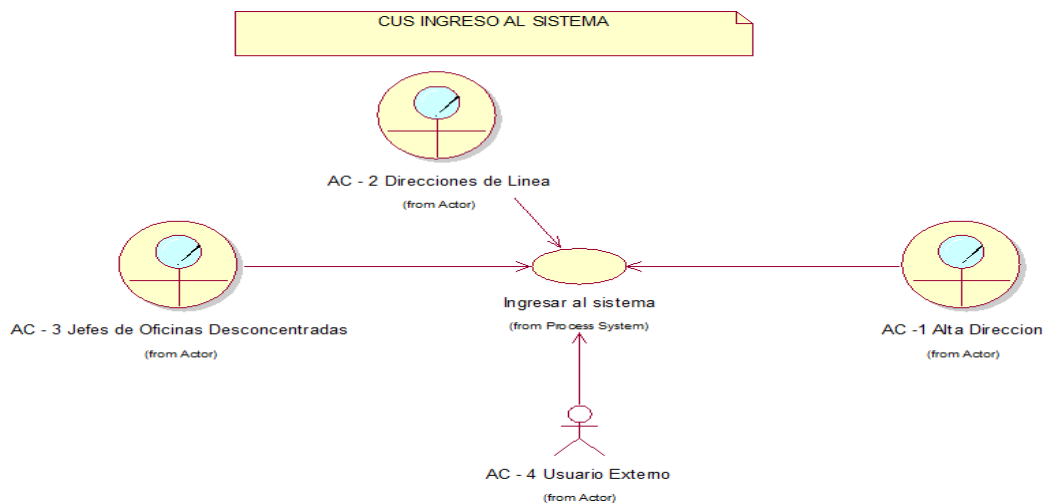 CUS INGRESO AL SISTEMA
AC - 2 Direcciones de Linea
(from Actor)
AC - 3 Jefes de Oficinas Desconcentradas
(from Actor)
Ingresar al sistema
(from Process System)
AC -1 Alta Direccion
(from Actor)
AC - 4 Usuario Externo
(from Actor)